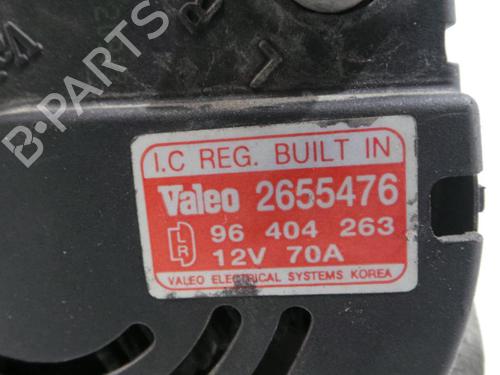 B-PARTS
I.C REG. BUILT IN
Valeo 2655476
L R 96 404 263
12V 70A
VALEO ELECTRICAL SYSTEMS KOREA